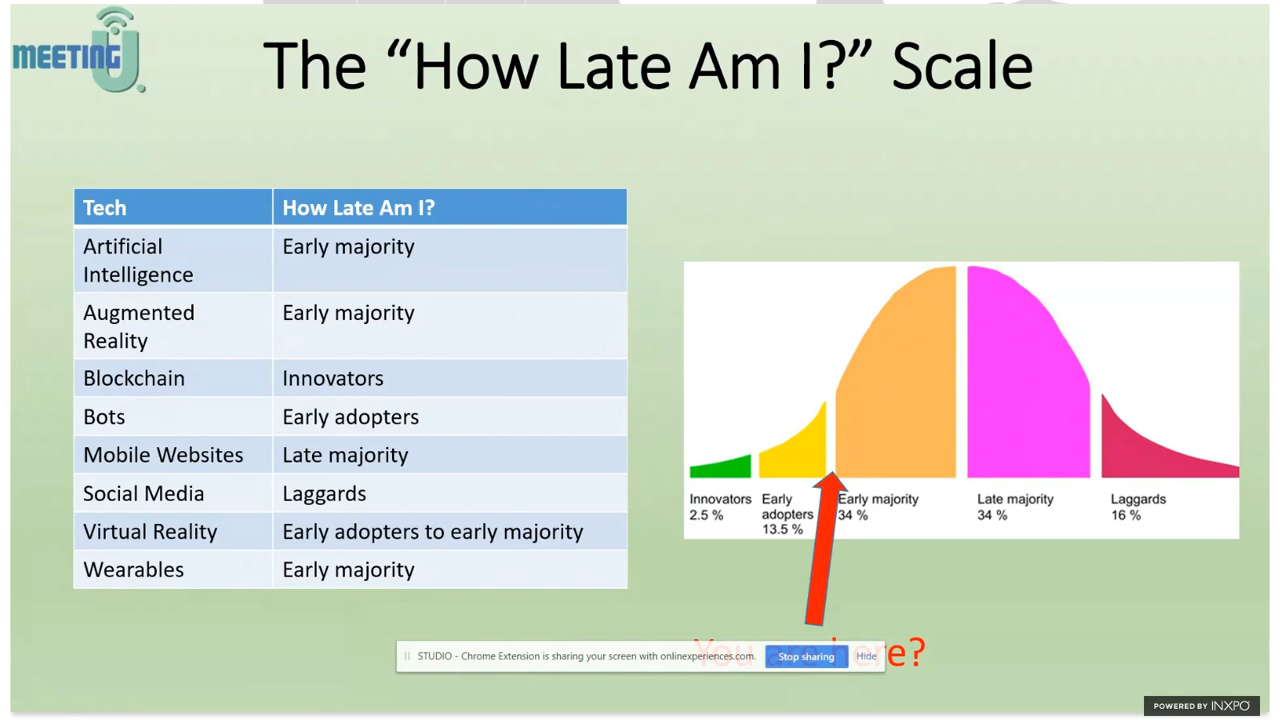 MEETING U
The “How Late Am I?” Scale
Tech How Late Am I?
Artificial Early majority
Intelligence
Augmented Early majority
Reality
Blockchain Innovators
Bots Early adopters
Mobile Websites Late majority
Social Media Laggards
Virtual Reality Early adopters to early majority
Wearables Early majority
Innovators Early Early majority Late majority Laggards
2.5 % adopters 34 % 34 % 16 %
13.5 %
You are here?
STUDIO - Chrome Extension is sharing your screen with onlinexperiences.com. Stop sharing Hide
POWERED BY INXPO